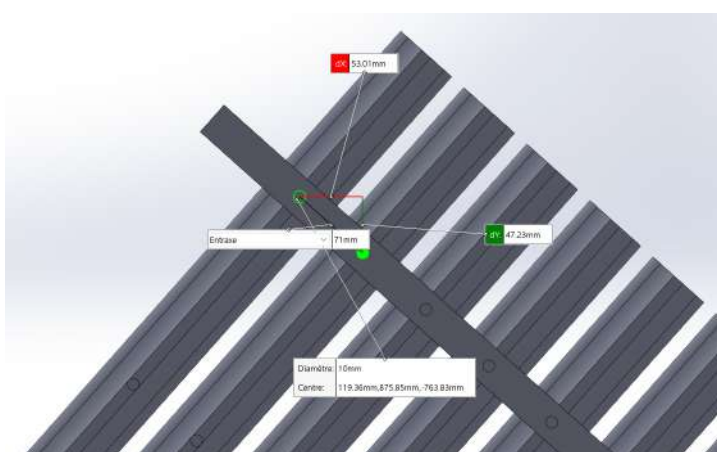 dX: 53.01mm
Entraxe 71mm
dY: 47.23mm
Diamètre: 10mm
Centre: 119.36mm,875.85mm,-763.83mm